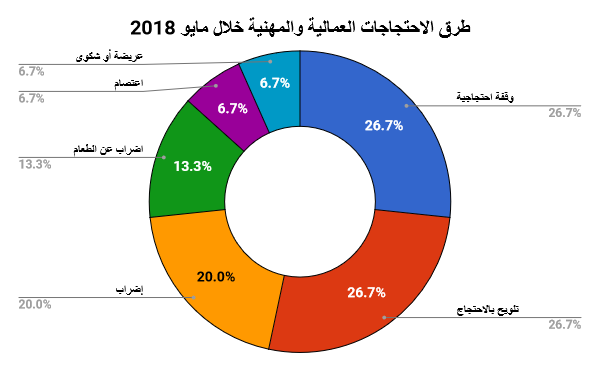 طرق الاحتجاجات العمالية والمهنية خلال مايو 2018
عريضة أو شكوى
6.7%
اعتصام
6.7%
اضراب عن الطعام
13.3%
إضراب
20.0%
وقفة احتجاجية
26.7%
تلويح بالاحتجاج
26.7%
6.7%
6.7%
13.3%
20.0%
26.7%
26.7%